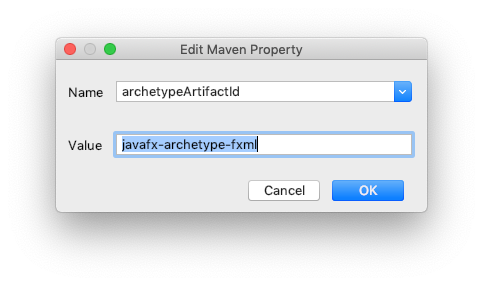 Edit Maven Property
Name archetypeArtifactId
Value javafx-archetype-fxml
Cancel OK